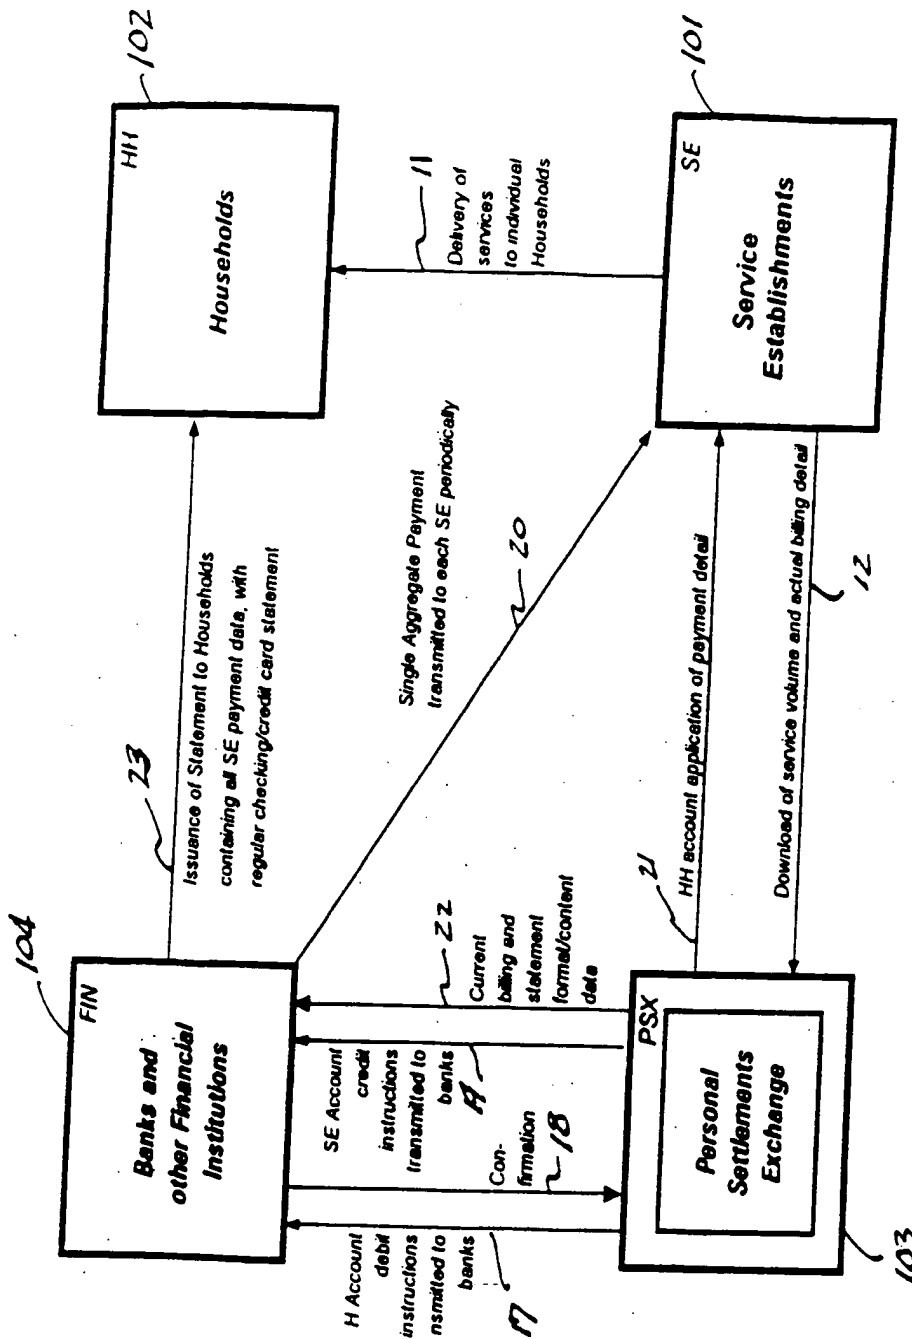 104
FIN
Banks and
other Financial
Institutions
23
Issuance of Statement to Households
containing all SE payment data, with
regular checking/credit card statement
102
HH
Households
H Account
debit
instructions
nsmitted to
banks
17
Con-
firmation
18
SE Account
credit
instructions
transmitted to
banks
22
Current
billing and
statement
format/content
data
Single Aggregate Payment
transmitted to each SE periodically
20
11
Delivery of
services
to individual
Households
PSX
Personal
Settlements
Exchange
103
21
HH account application of payment detail
Download of service volume and actual billing detail
12
101
SE
Service
Establishments